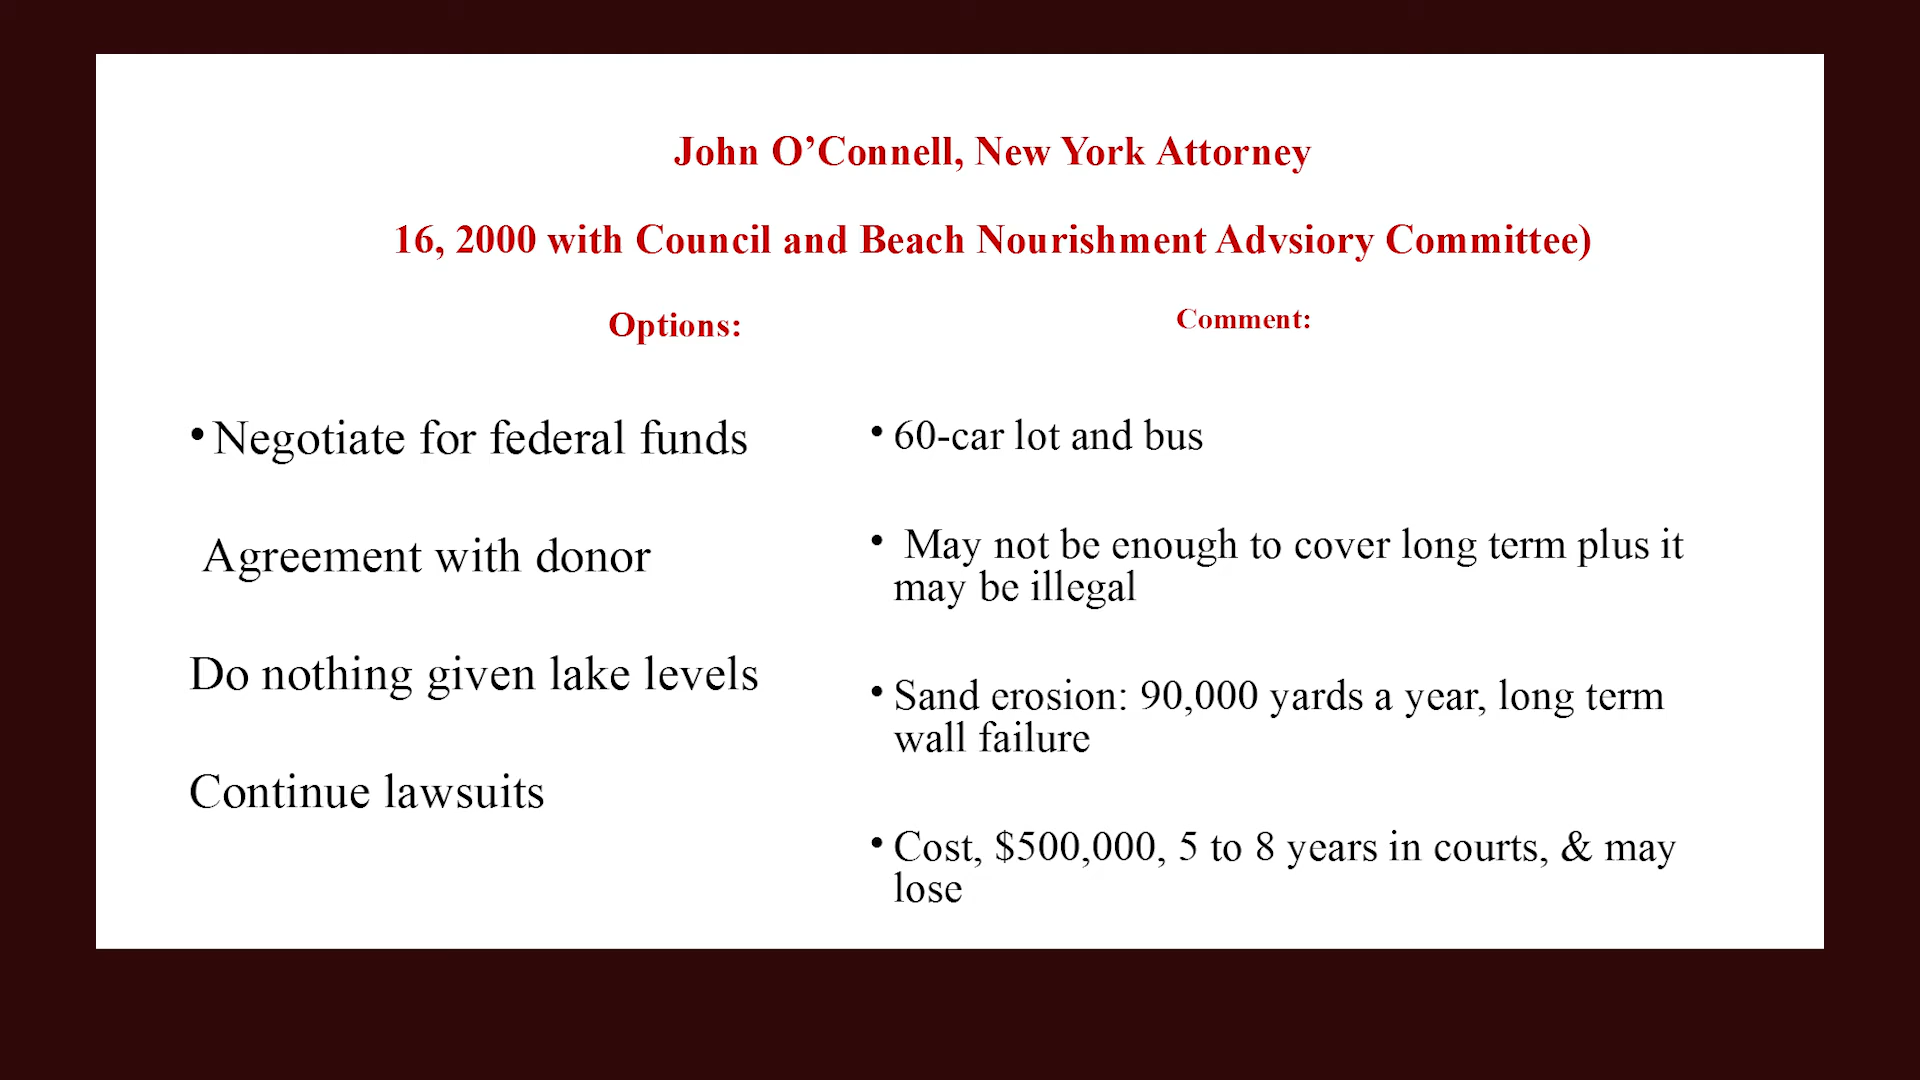 John O’Connell, New York Attorney
16, 2000 with Council and Beach Nourishment Advsiory Committee)
Options:
• Negotiate for federal funds
Agreement with donor
Do nothing given lake levels
Continue lawsuits
Comment:
• 60-car lot and bus
• May not be enough to cover long term plus it
may be illegal
• Sand erosion: 90,000 yards a year, long term
wall failure
• Cost, $500,000, 5 to 8 years in courts, & may
lose